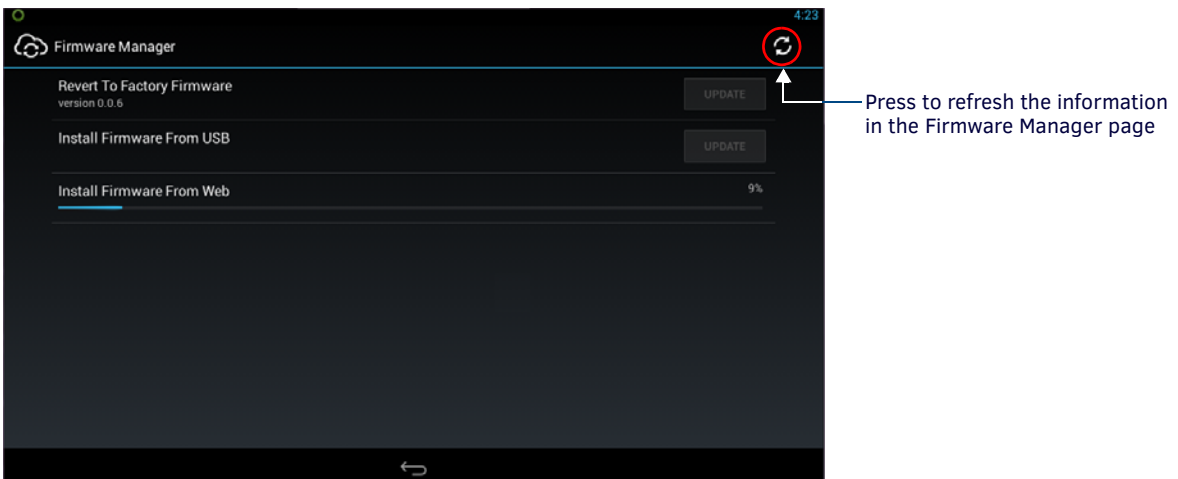 4:23
Firmware Manager
Revert To Factory Firmware
version 0.0.6
UPDATE
Press to refresh the information
in the Firmware Manager page
Install Firmware From USB
UPDATE
Install Firmware From Web
9%